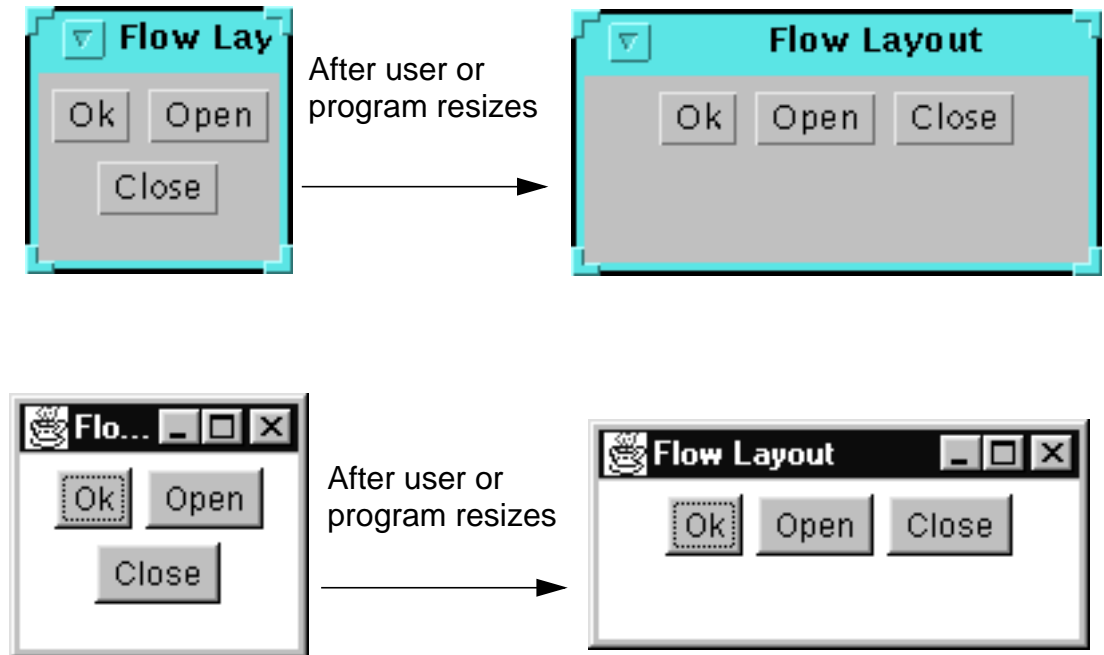 Flow Lay
Ok Open
Close
After user or
program resizes
Flow Layout
Ok Open Close
Flo...
Ok Open
Close
After user or
program resizes
Flow Layout
Ok Open Close